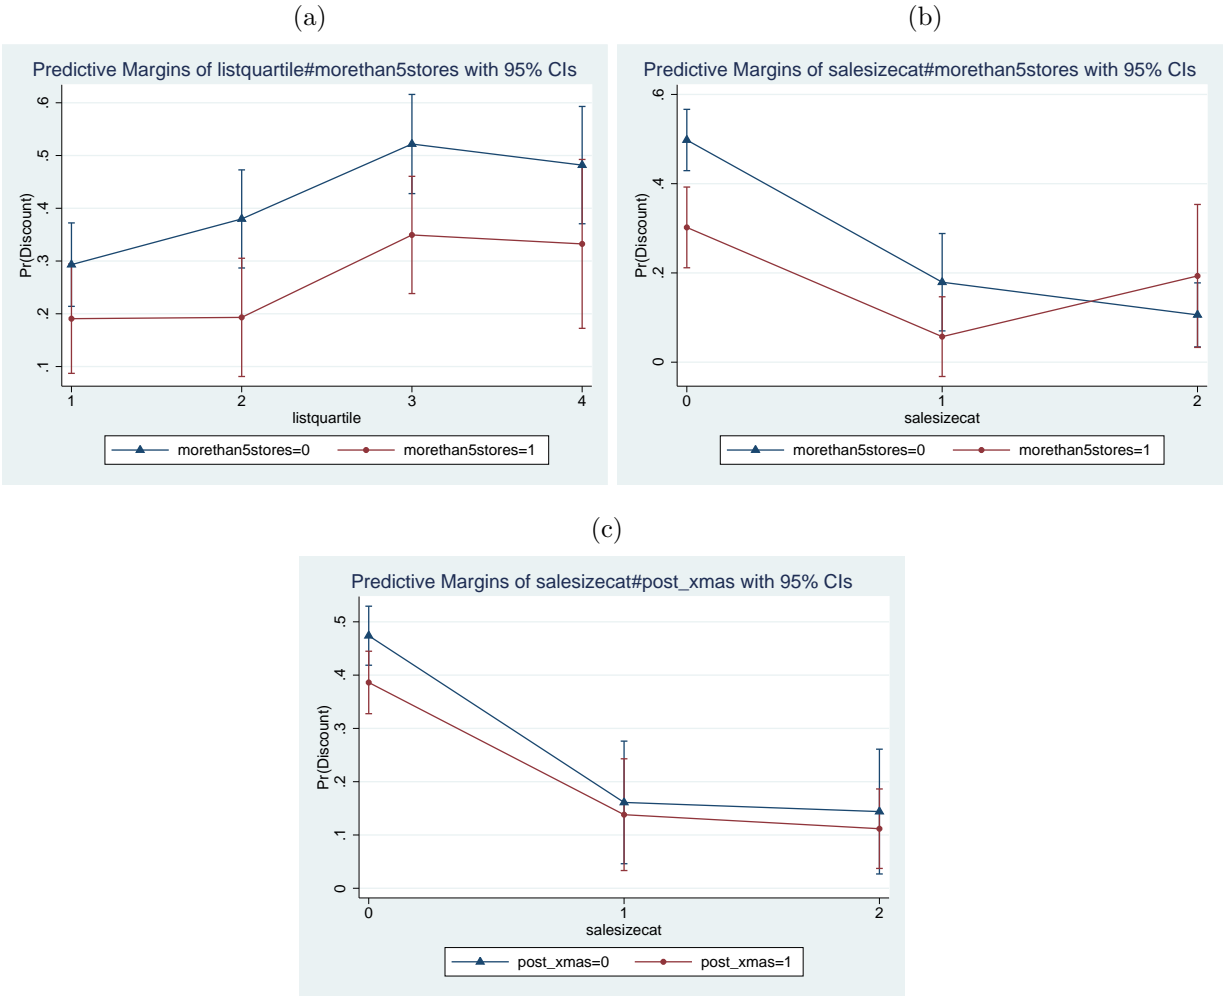 (a)
Predictive Margins of listquartile#morethan5stores with 95% CIs
Pr(Discount)
.6
.5
.4
.3
.2
.1
1 2 3 4
listquartile
morethan5stores=0 morethan5stores=1
(b)
Predictive Margins of salesizecat#morethan5stores with 95% CIs
Pr(Discount)
.6
.4
.2
0
0 1 2
salesizecat
morethan5stores=0 morethan5stores=1
(c)
Predictive Margins of salesizecat#post_xmas with 95% CIs
Pr(Discount)
.5
.4
.3
.2
.1
0
0 1 2
salesizecat
post_xmas=0 post_xmas=1